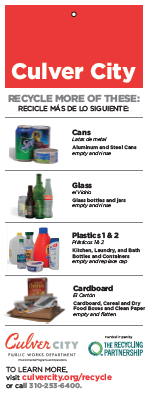 Culver City
RECYCLE MORE OF THESE:
RECICLE MÁS DE LO SIGUIENTE:
Cans
Latas de metal
Aluminum and Steel Cans
empty and rinse
Glass
el Vidrio
Glass bottles and jars
empty and rinse
Plastics 1 & 2
Plásticos 1 & 2
Kitchen, Laundry, and Bath
Bottles and Containers
empty and replace cap
Cardboard
El Cartón
Cardboard, Cereal and Dry
Food Boxes and Clean Paper
empty and flatten
Culver CITY
PUBLIC WORKS DEPARTMENT
Environmental Programs & Operations
funded in part by
THE RECYCLING
PARTNERSHIP
TO LEARN MORE,
visit culvercity.org/recycle
or call 310-253-6400.